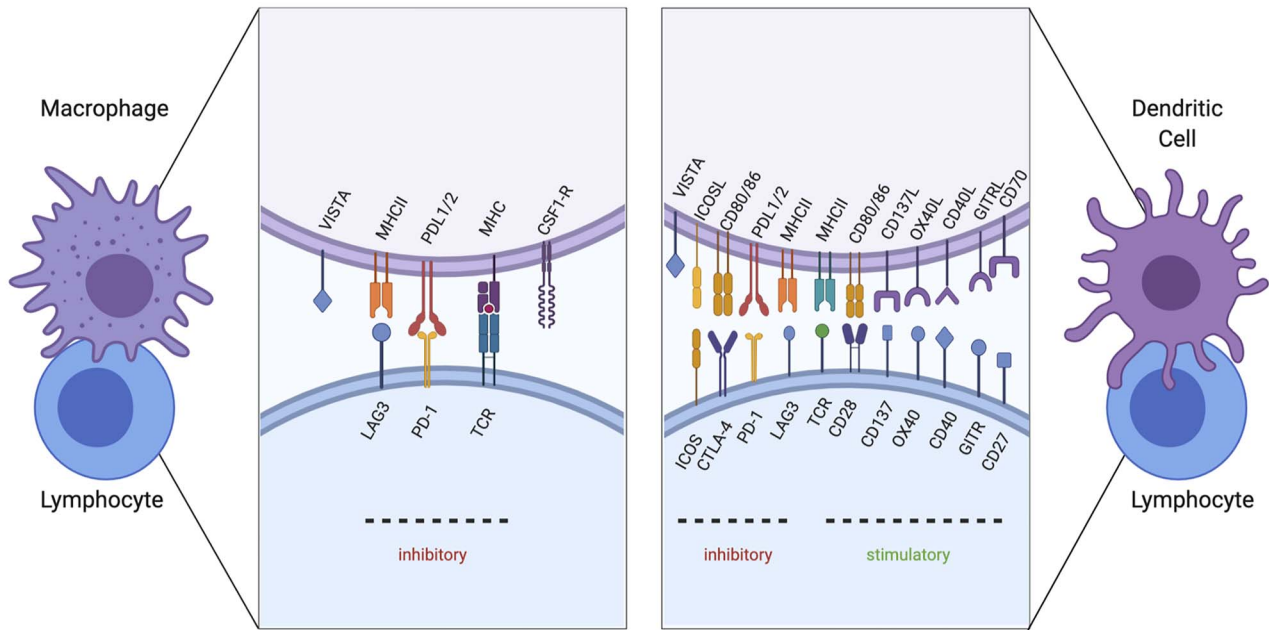 Macrophage
Lymphocyte
VISTA
MHCII
PDL1/2
MHC
CSF1-R
LAG3
PD-1
TCR
inhibitory
VISTA
ICOSL
CD80/86
PDL1/2
MHCII
MHCII
CD80/86
CD137L
OX40L
CD40L
GITRL
CD70
ICOS
CTLA-4
PD-1
LAG3
TCR
CD28
CD137
OX40
CD40
GITR
CD27
inhibitory
stimulatory
Dendritic
Cell
Lymphocyte